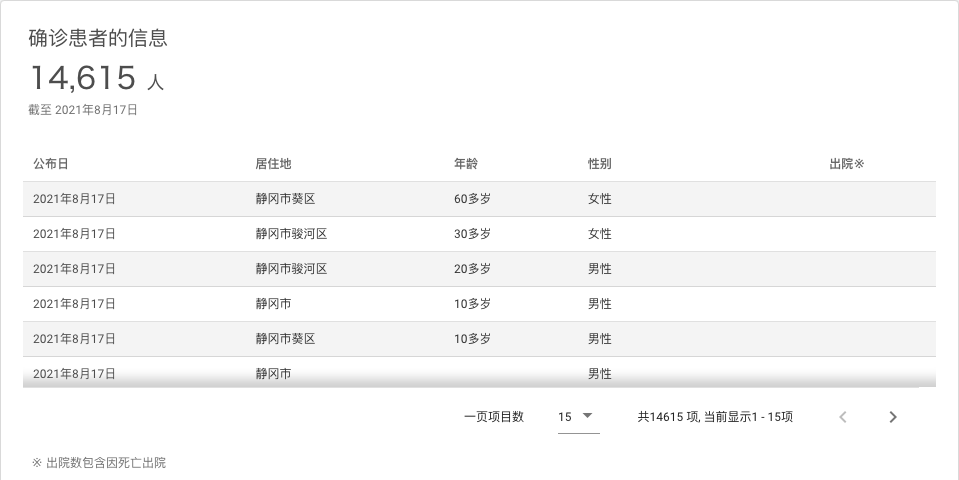 确诊患者的信息
14,615 人
截至 2021年8月17日
公布日 居住地 年龄 性别 出院※
2021年8月17日 静冈市葵区 60多岁 女性
2021年8月17日 静冈市骏河区 30多岁 女性
2021年8月17日 静冈市骏河区 20多岁 男性
2021年8月17日 静冈市 10多岁 男性
2021年8月17日 静冈市葵区 10多岁 男性
2021年8月17日 静冈市 男性
一页项目数 15 共14615 项, 当前显示1 - 15项
※ 出院数包含因死亡出院